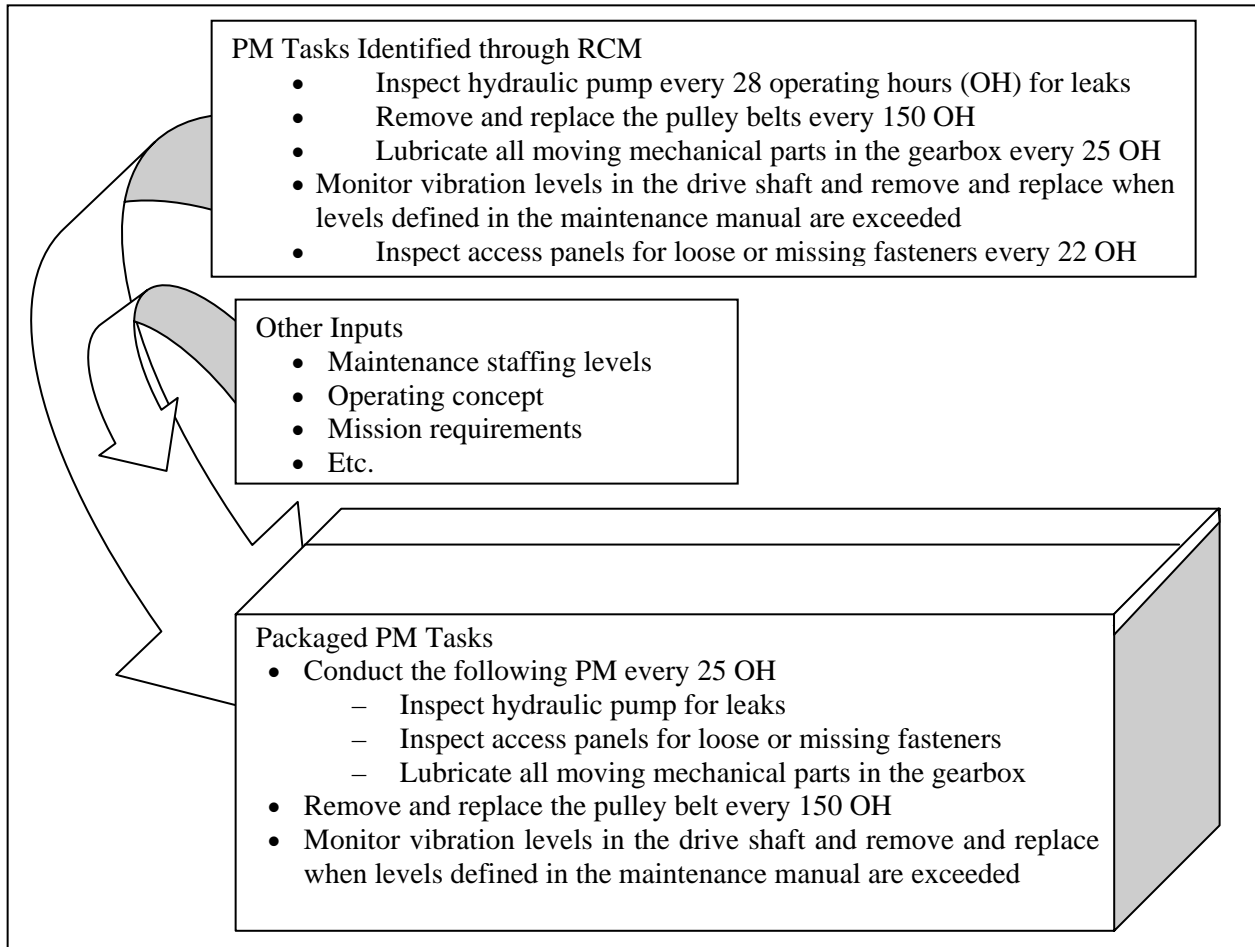 PM Tasks Identified through RCM
• Inspect hydraulic pump every 28 operating hours (OH) for leaks
• Remove and replace the pulley belts every 150 OH
• Lubricate all moving mechanical parts in the gearbox every 25 OH
• Monitor vibration levels in the drive shaft and remove and replace when
levels defined in the maintenance manual are exceeded
• Inspect access panels for loose or missing fasteners every 22 OH
Other Inputs
• Maintenance staffing levels
• Operating concept
• Mission requirements
• Etc.
Packaged PM Tasks
• Conduct the following PM every 25 OH
– Inspect hydraulic pump for leaks
– Inspect access panels for loose or missing fasteners
– Lubricate all moving mechanical parts in the gearbox
• Remove and replace the pulley belt every 150 OH
• Monitor vibration levels in the drive shaft and remove and replace
when levels defined in the maintenance manual are exceeded